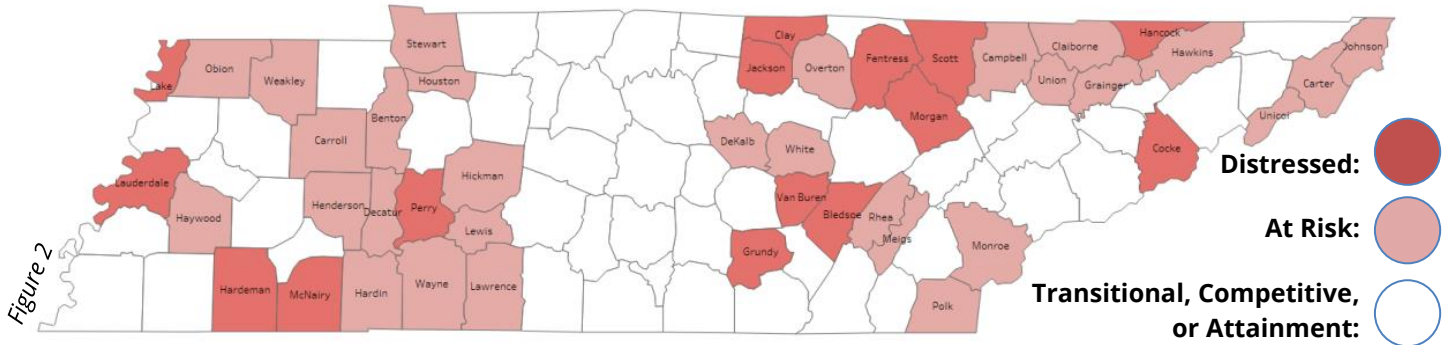 Stewart
Clay
Hancock
Johnson
Obion
Weakley
Houston
Jackson
Overton
Fentress
Scott
Campbell
Claiborne
Hawkins
Lake
Union
Grainger
Carter
Benton
Morgan
Unicoi
Carroll
DeKalb
White
Cocke
Distressed:
Lauderdale
Hickman
Haywood
Henderson
Decatur
Perry
Lewis
Van Buren
Bledsoe
Rhea
Meigs
At Risk:
Grundy
Monroe
Figure 2
Hardeman
McNairy
Hardin
Wayne
Lawrence
Polk
Transitional, Competitive,
or Attainment: